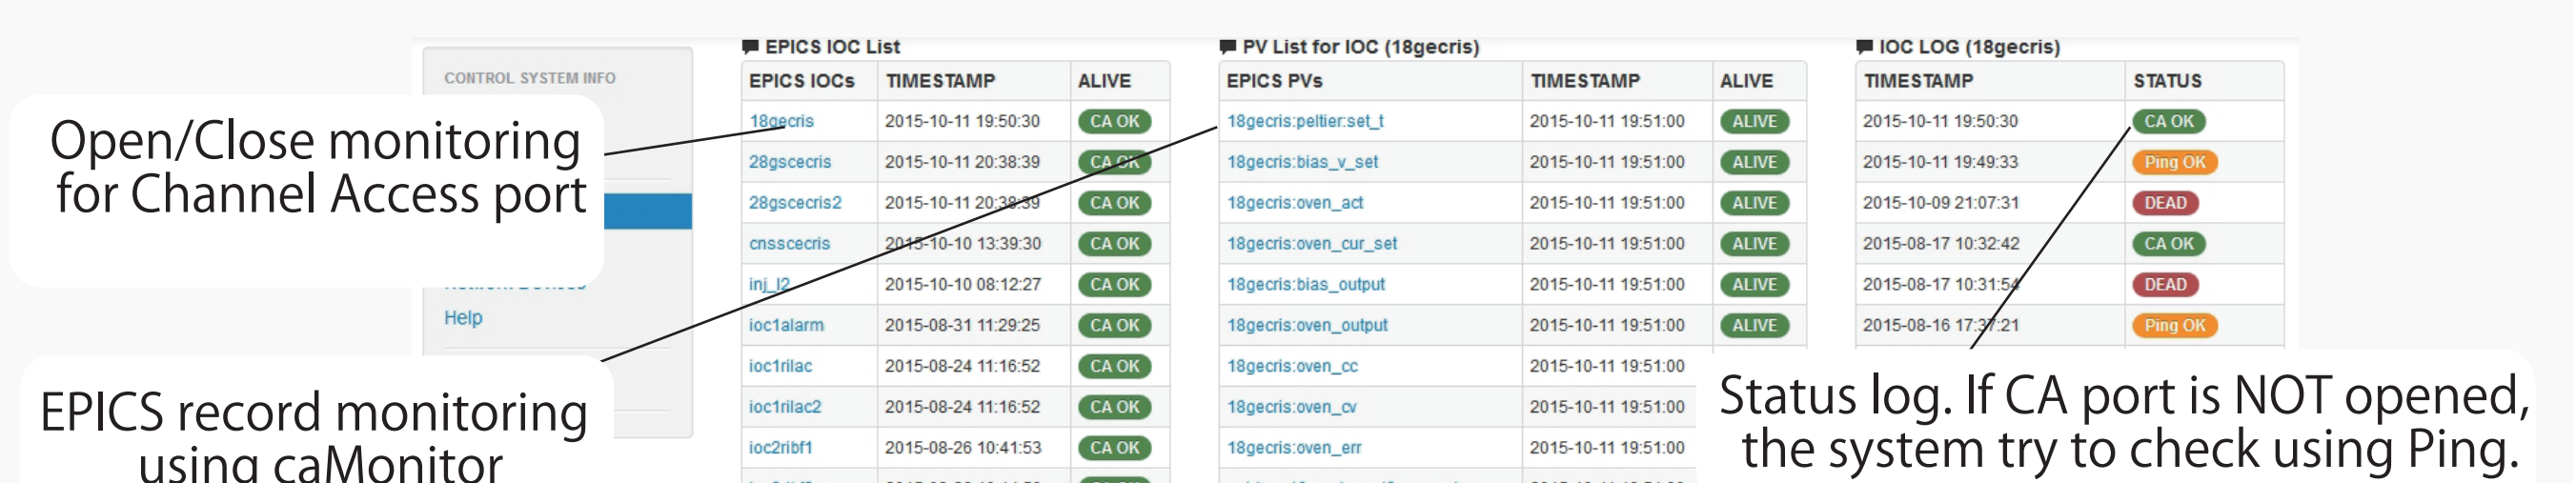 EPICS IOC List
PV List for IOC (18gecris)
IOC LOG (18gecris)
CONTROL SYSTEM INFO
Help
Open/Close monitoring
for Channel Access port
EPICS record monitoring
using caMonitor
EPICS IOCs TIMESTAMP ALIVE
18gecris 2015-10-11 19:50:30 CA OK
28gscecris 2015-10-11 20:38:39 CA OK
28gscecris2 2015-10-11 20:38:39 CA OK
cnsscecris 2015-10-10 13:39:30 CA OK
inj_l2 2015-10-10 08:12:27 CA OK
ioc1alarm 2015-08-31 11:29:25 CA OK
ioc1rilac 2015-08-24 11:16:52 CA OK
ioc1rilac2 2015-08-24 11:16:52 CA OK
ioc2ribf1 2015-08-26 10:41:53 CA OK
EPICS PVs TIMESTAMP ALIVE
18gecris:peltier:set_t 2015-10-11 19:51:00 ALIVE
18gecris:bias_v_set 2015-10-11 19:51:00 ALIVE
18gecris:oven_act 2015-10-11 19:51:00 ALIVE
18gecris:oven_cur_set 2015-10-11 19:51:00 ALIVE
18gecris:bias_output 2015-10-11 19:51:00 ALIVE
18gecris:oven_output 2015-10-11 19:51:00 ALIVE
18gecris:oven_cc 2015-10-11 19:51:00
18gecris:oven_cv 2015-10-11 19:51:00
18gecris:oven_err 2015-10-11 19:51:00
TIMESTAMP STATUS
2015-10-11 19:50:30 CA OK
2015-10-11 19:49:33 Ping OK
2015-10-09 21:07:31 DEAD
2015-08-17 10:32:42 CA OK
2015-08-17 10:31:54 DEAD
2015-08-16 17:37:21 Ping OK
Status log. If CA port is NOT opened,
the system try to check using Ping.